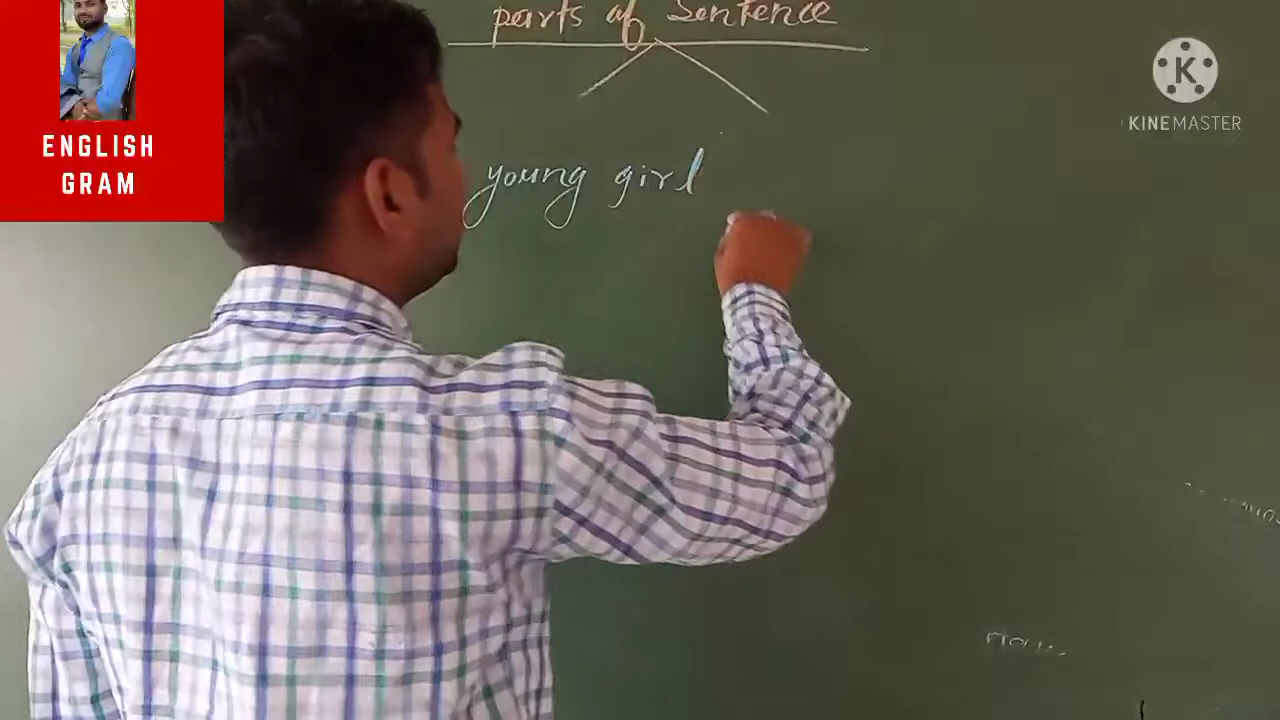 parts of Sentence
ENGLISH
GRAM
KINEMASTER
young girl